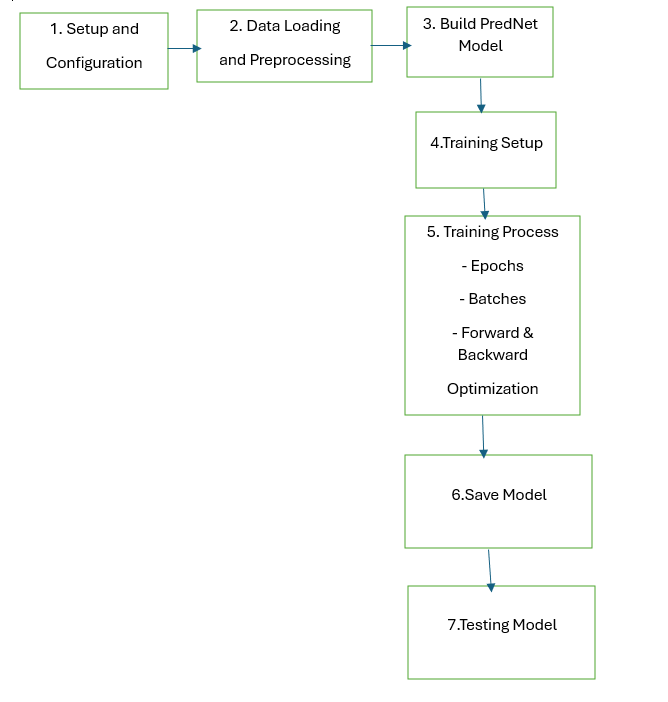 1. Setup and
Configuration
2. Data Loading
and Preprocessing
3. Build PredNet
Model
4.Training Setup
5. Training Process
- Epochs
- Batches
- Forward &
Backward
Optimization
6.Save Model
7.Testing Model